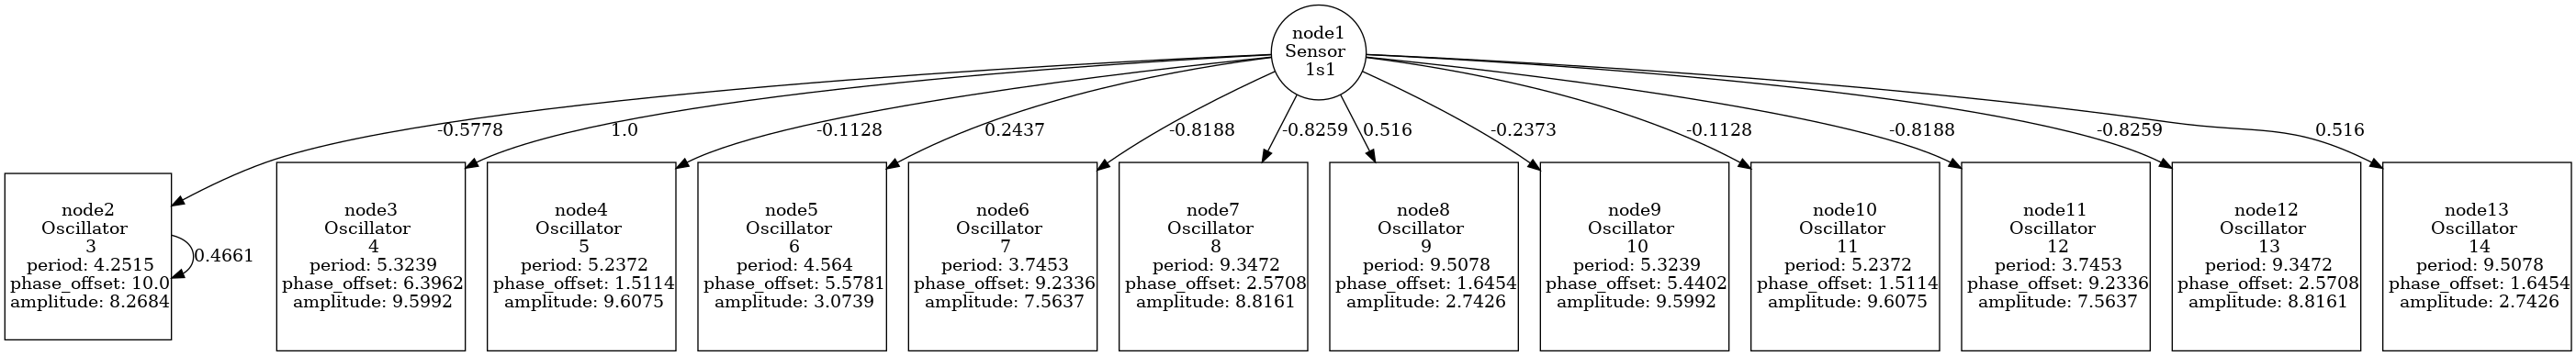 node1
Sensor
1s1
-0.5778
1.0
-0.1128
0.2437
-0.8188
-0.8259
0.516
-0.2373
-0.1128
-0.8188
-0.8259
0.516
node2
Oscillator
3
period: 4.2515
phase_offset: 10.0
amplitude: 8.2684
0.4661
node3
Oscillator
4
period: 5.3239
phase_offset: 6.3962
amplitude: 9.5992
node4
Oscillator
5
period: 5.2372
phase_offset: 1.5114
amplitude: 9.6075
node5
Oscillator
6
period: 4.564
phase_offset: 5.5781
amplitude: 3.0739
node6
Oscillator
7
period: 3.7453
phase_offset: 9.2336
amplitude: 7.5637
node7
Oscillator
8
period: 9.3472
phase_offset: 2.5708
amplitude: 8.8161
node8
Oscillator
9
period: 9.5078
phase_offset: 1.6454
amplitude: 2.7426
node9
Oscillator
10
period: 5.3239
phase_offset: 5.4402
amplitude: 9.5992
node10
Oscillator
11
period: 5.2372
phase_offset: 1.5114
amplitude: 9.6075
node11
Oscillator
12
period: 3.7453
phase_offset: 9.2336
amplitude: 7.5637
node12
Oscillator
13
period: 9.3472
phase_offset: 2.5708
amplitude: 8.8161
node13
Oscillator
14
period: 9.5078
phase_offset: 1.6454
amplitude: 2.7426